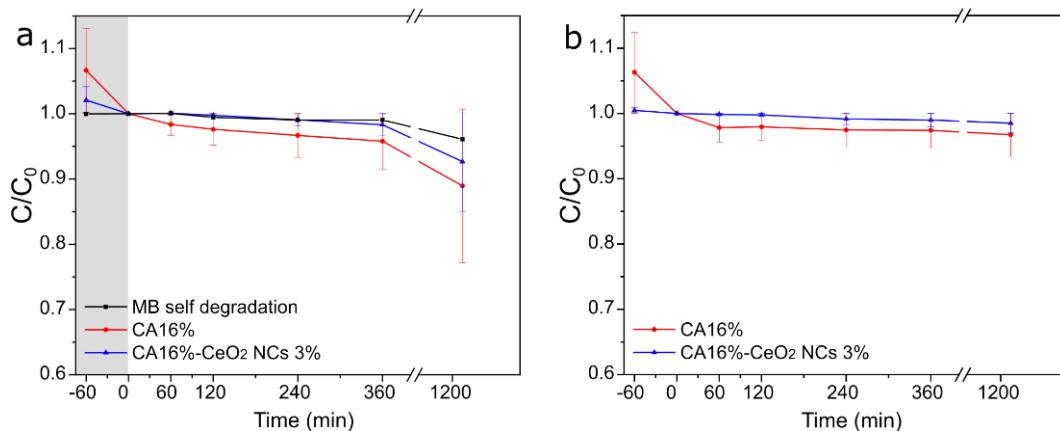 a
1.1
1.0
0.9
0.8
0.7
0.6
C/C0
MB self degradation
CA16%
CA16%-CeO2 NCs 3%
-60 0 60 120 240 360 1200
Time (min)
b
1.1
1.0
0.9
0.8
0.7
0.6
C/C0
CA16%
CA16%-CeO2 NCs 3%
-60 0 60 120 240 360 1200
Time (min)